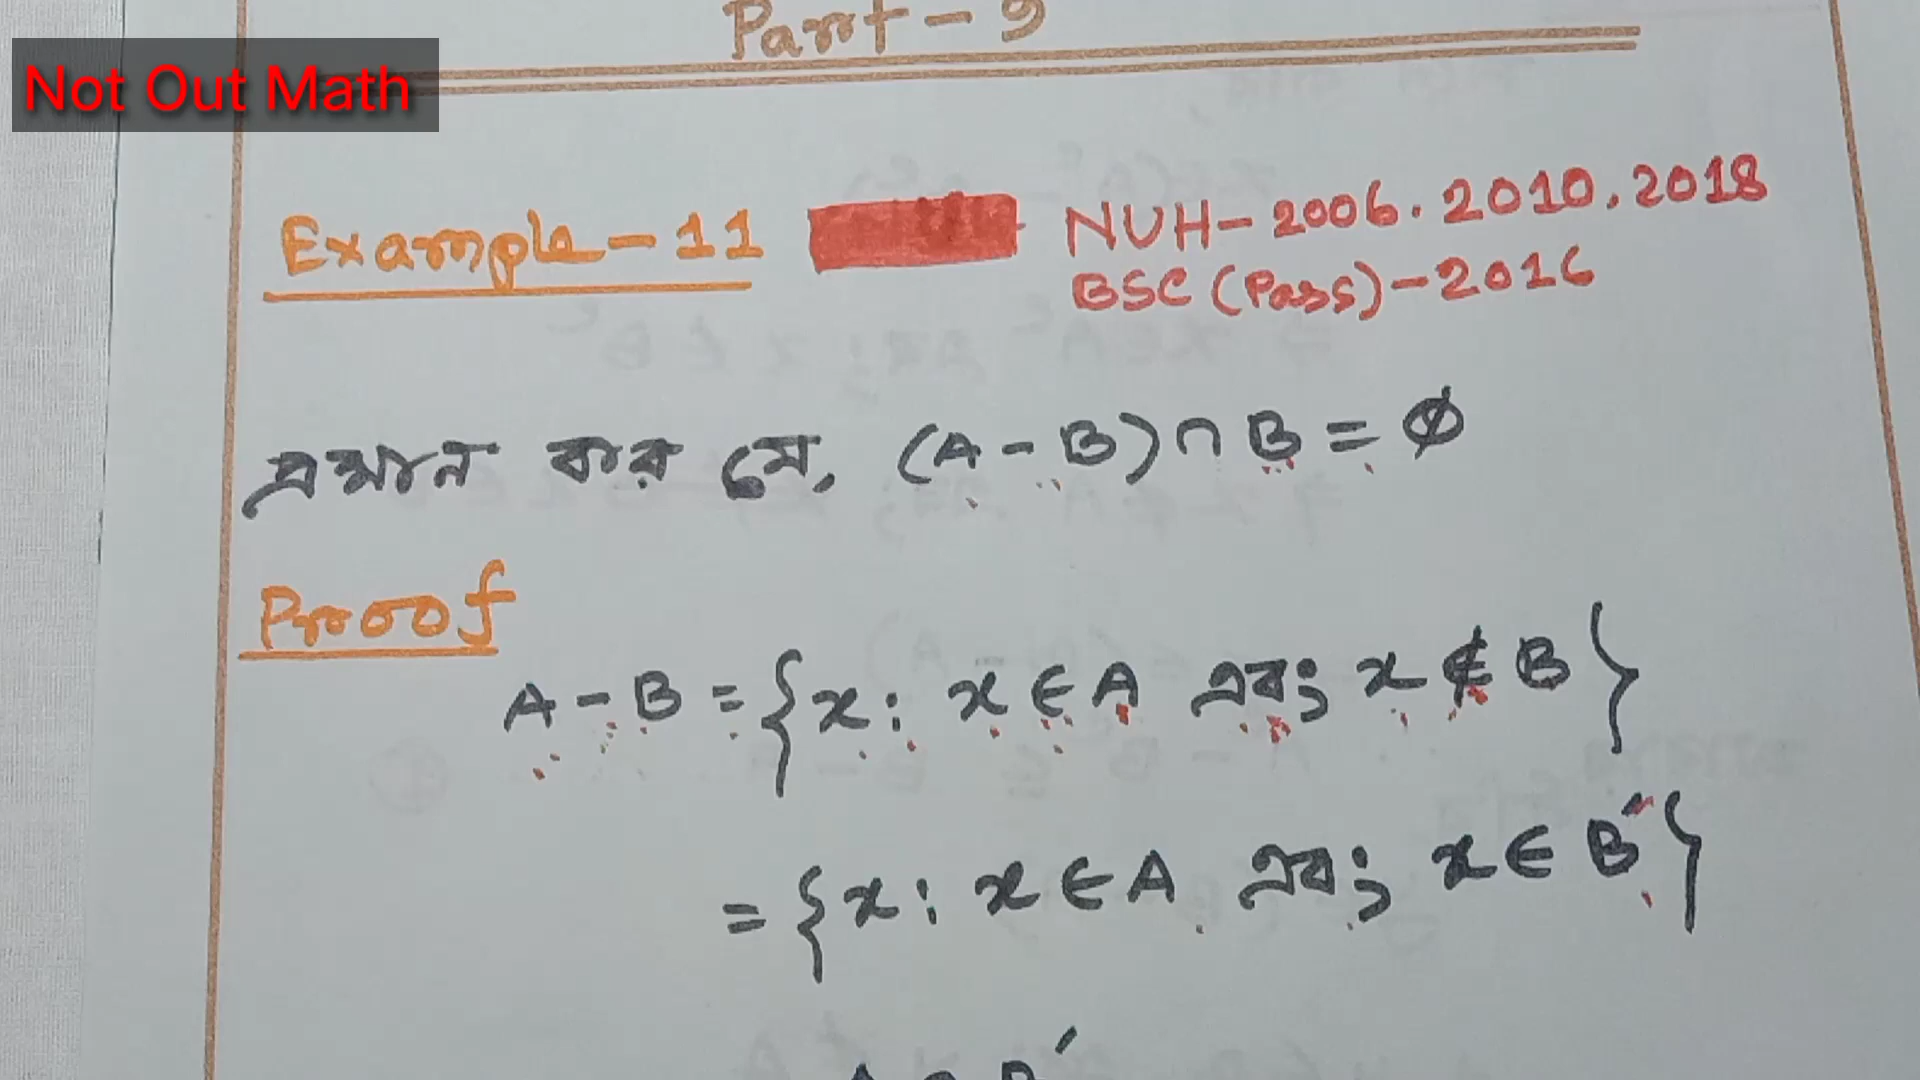 Part - 9
Not Out Math
Example - 11 NUH - 2006. 2010. 2018
BSC (Pass) - 2016
প্রমান কর যে, (A - B) ∩ B = ∅
Proof
A - B = {x : x ∈ A এবং x ∉ B}
= {x : x ∈ A এবং x ∈ B′}